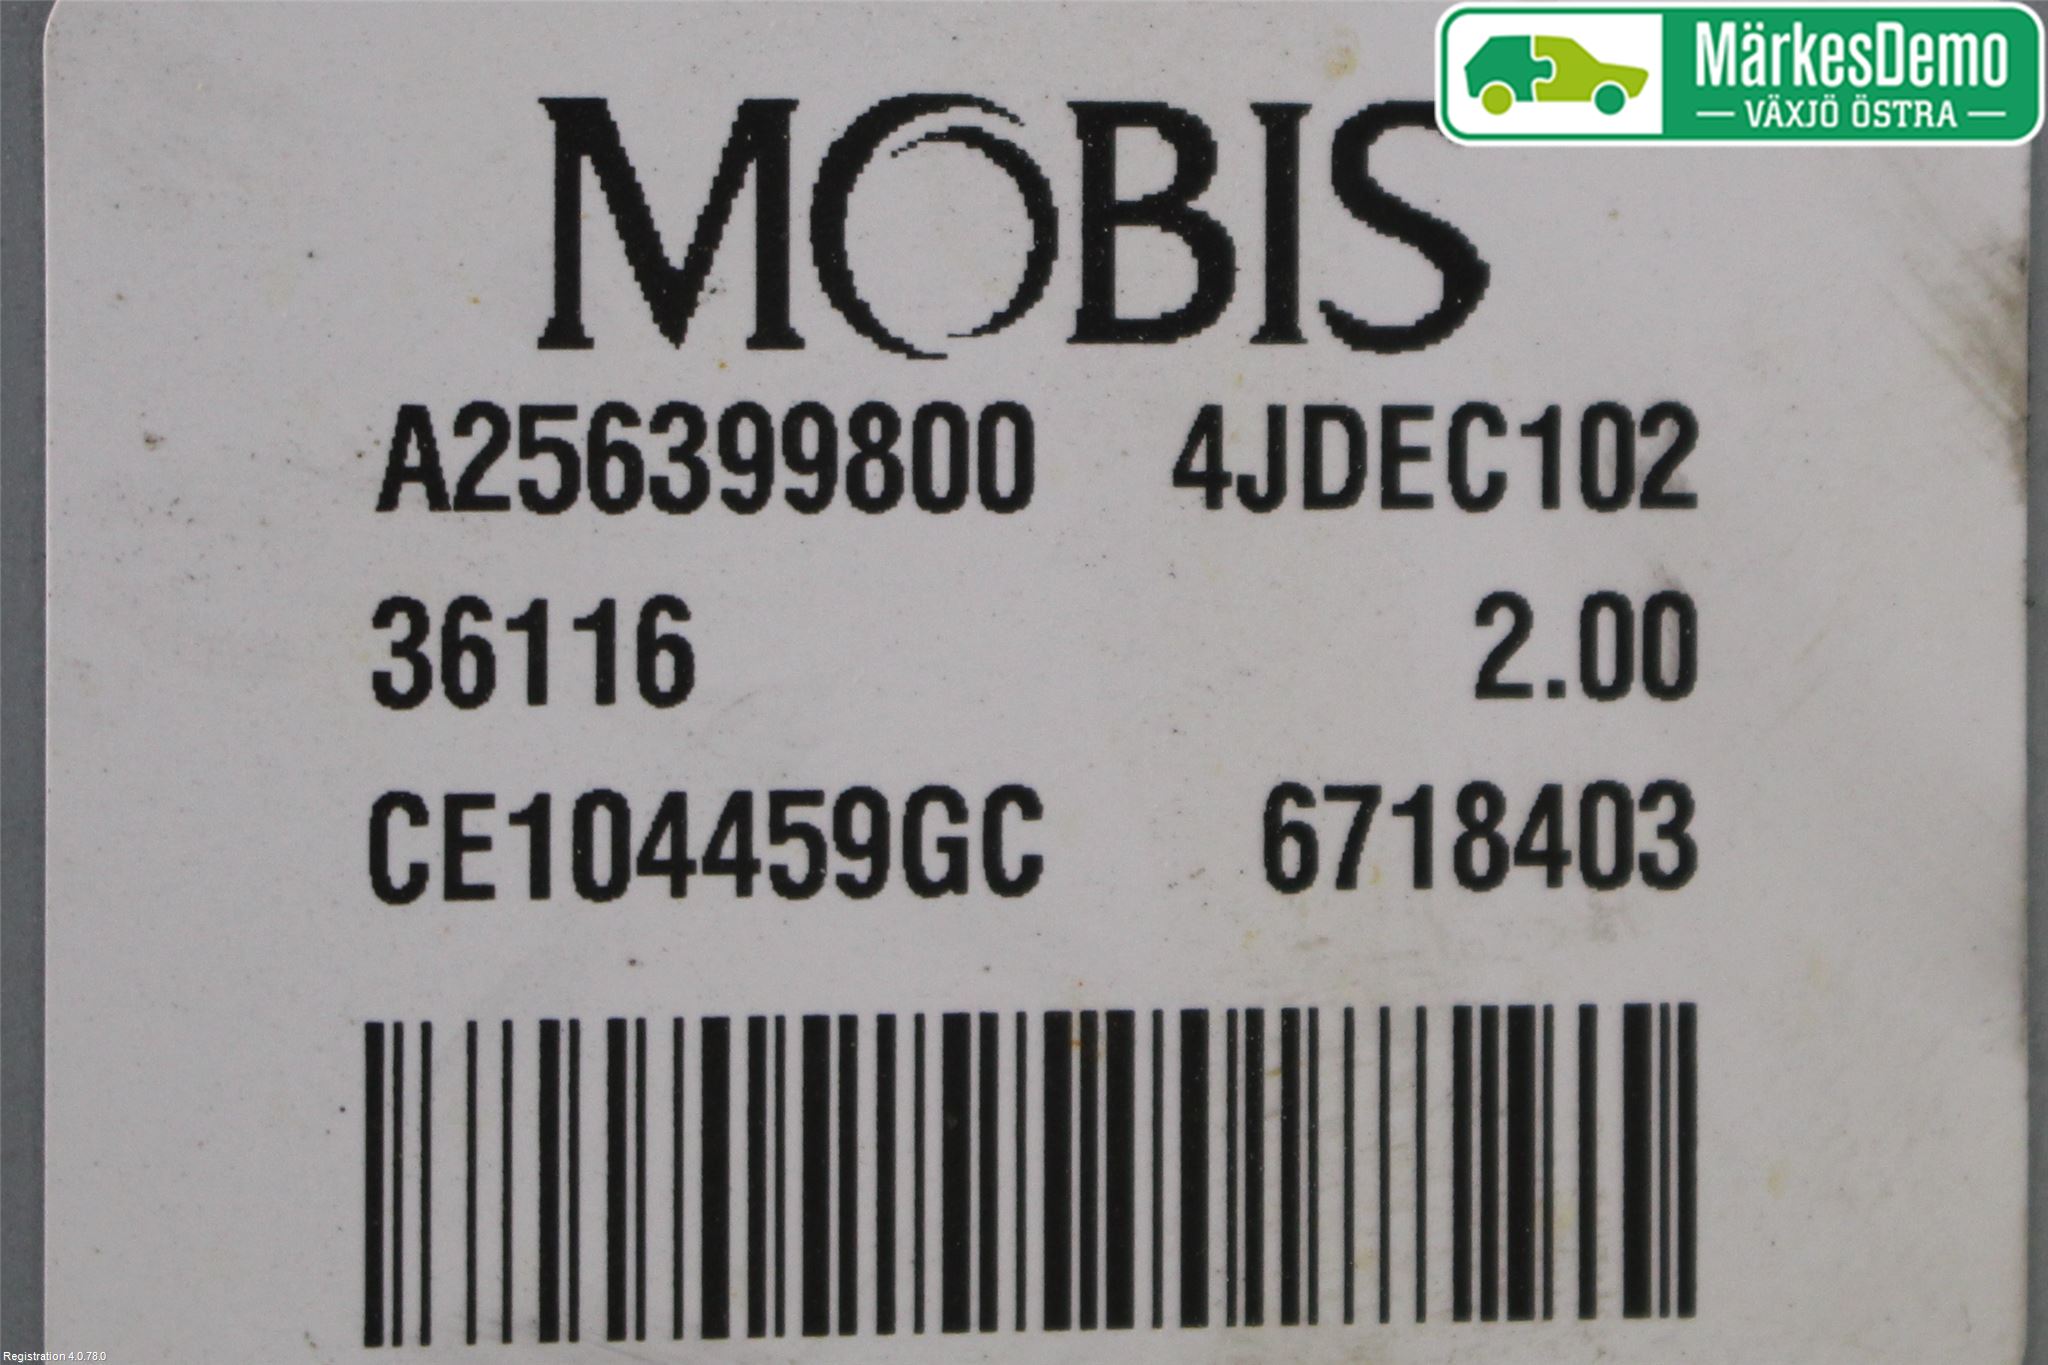 MärkesDemo
VÄXJÖ ÖSTRA
MOBIS
A256399800 4JDEC102
36116 2.00
CE104459GC 6718403
Registration 4.0.78.0